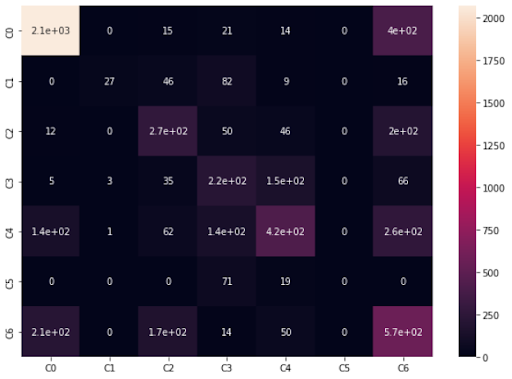 C0 2.1e+03 0 15 21 14 0 4e+02
C1 0 27 46 82 9 0 16
C2 12 0 2.7e+02 50 46 0 2e+02
C3 5 3 35 2.2e+02 1.5e+02 0 66
C4 1.4e+02 1 62 1.4e+02 4.2e+02 0 2.6e+02
C5 0 0 0 71 19 0 0
C6 2.1e+02 0 1.7e+02 14 50 0 5.7e+02
C0 C1 C2 C3 C4 C5 C6
2000
1750
1500
1250
1000
750
500
250
0